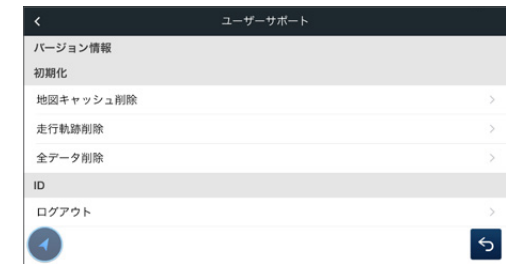 ユーザーサポート
バージョン情報
初期化
地図キャッシュ削除
走行軌跡削除
全データ削除
ID
ログアウト